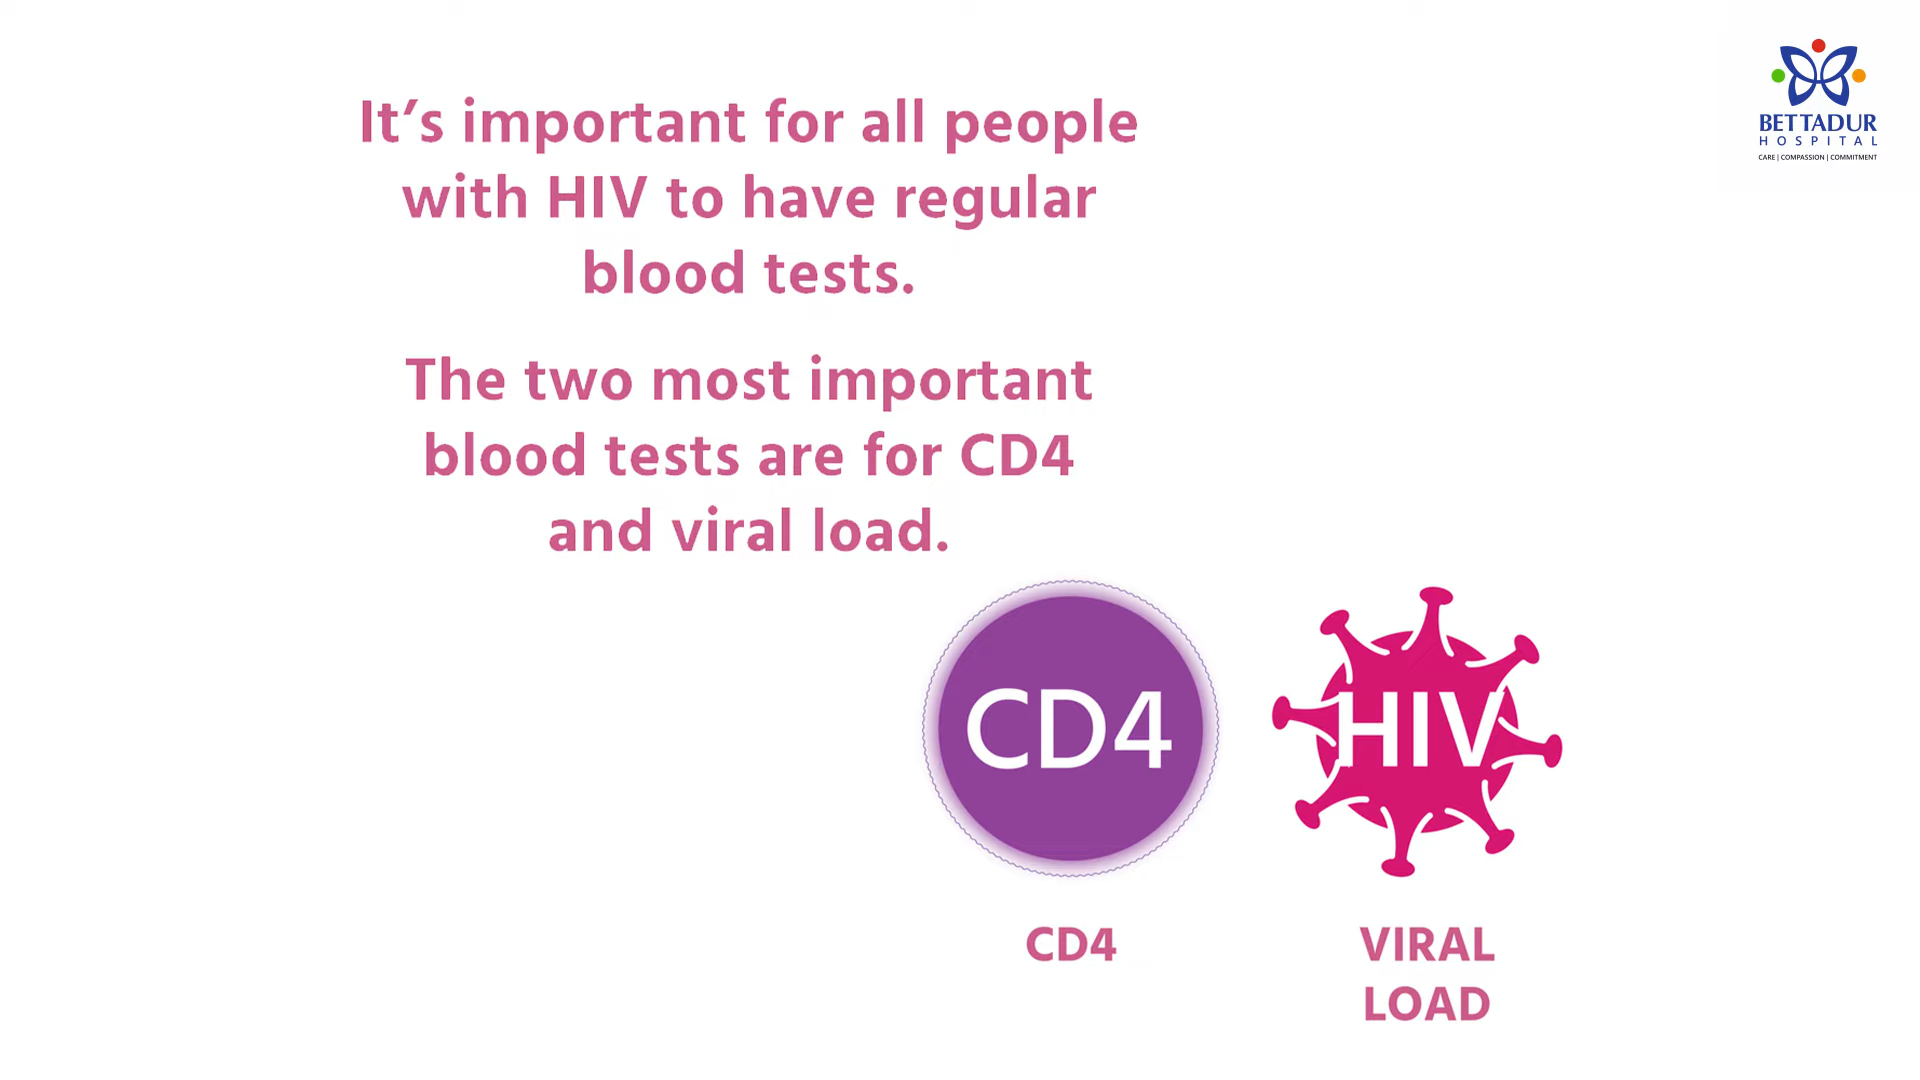 BETTADUR
HOSPITAL
CARE | COMPASSION | COMMITMENT
It’s important for all people
with HIV to have regular
blood tests.
The two most important
blood tests are for CD4
and viral load.
CD4
HIV
CD4
VIRAL
LOAD